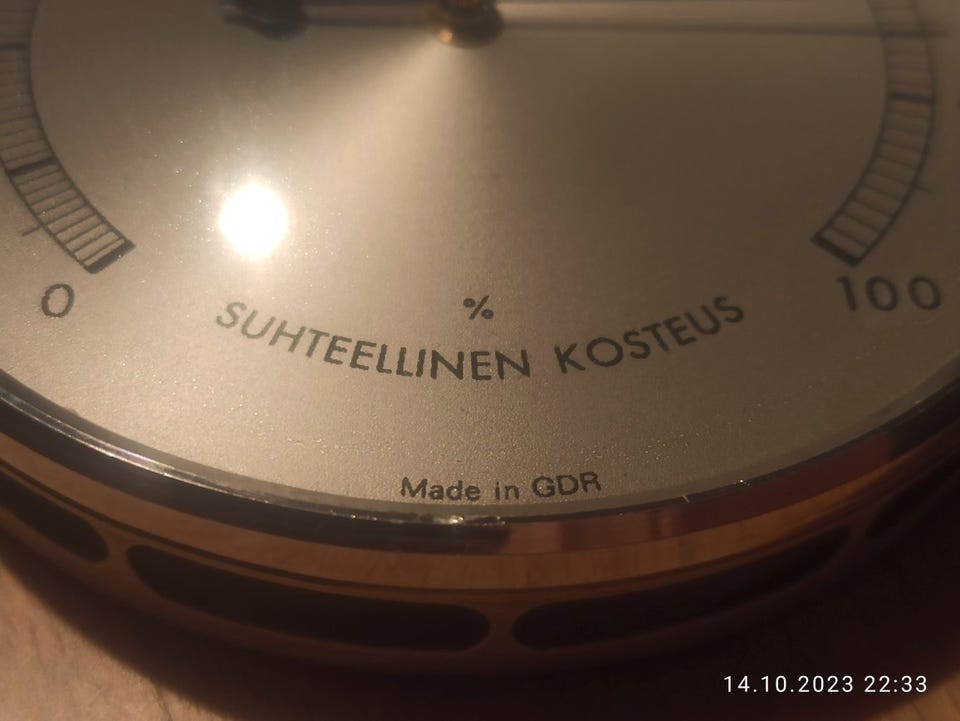 0
100
%
SUHTEELLINEN KOSTEUS
Made in GDR
14.10.2023 22:33